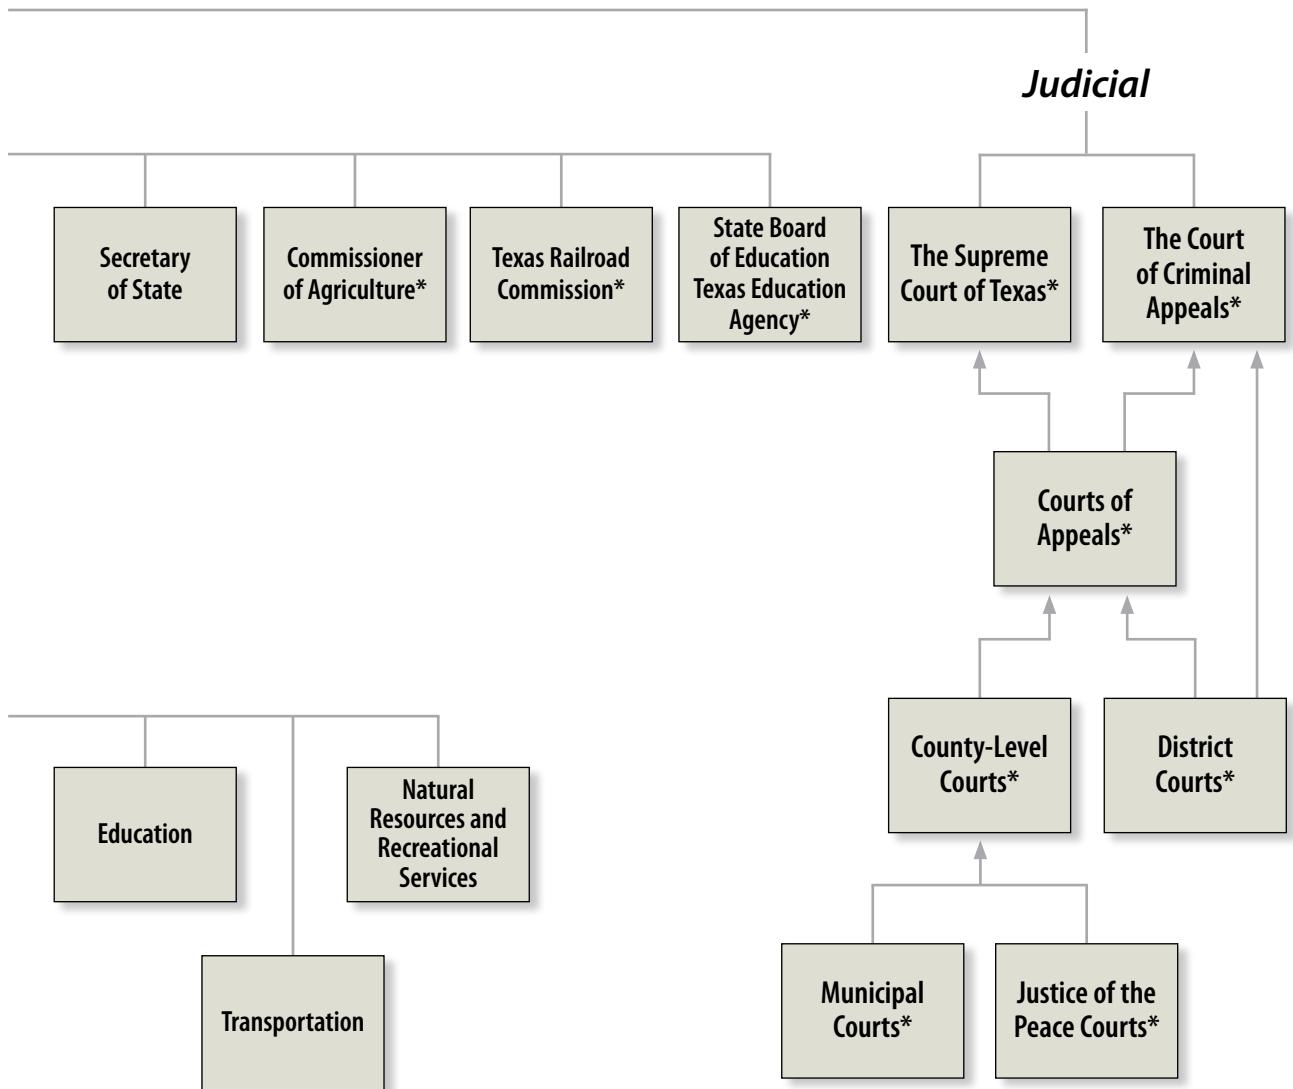 Judicial
Secretary
of State
Commissioner
of Agriculture*
Texas Railroad
Commission*
State Board
of Education
Texas Education
Agency*
The Supreme
Court of Texas*
The Court
of Criminal
Appeals*
Courts of
Appeals*
County-Level
Courts*
District
Courts*
Education
Natural
Resources and
Recreational
Services
Transportation
Municipal
Courts*
Justice of the
Peace Courts*